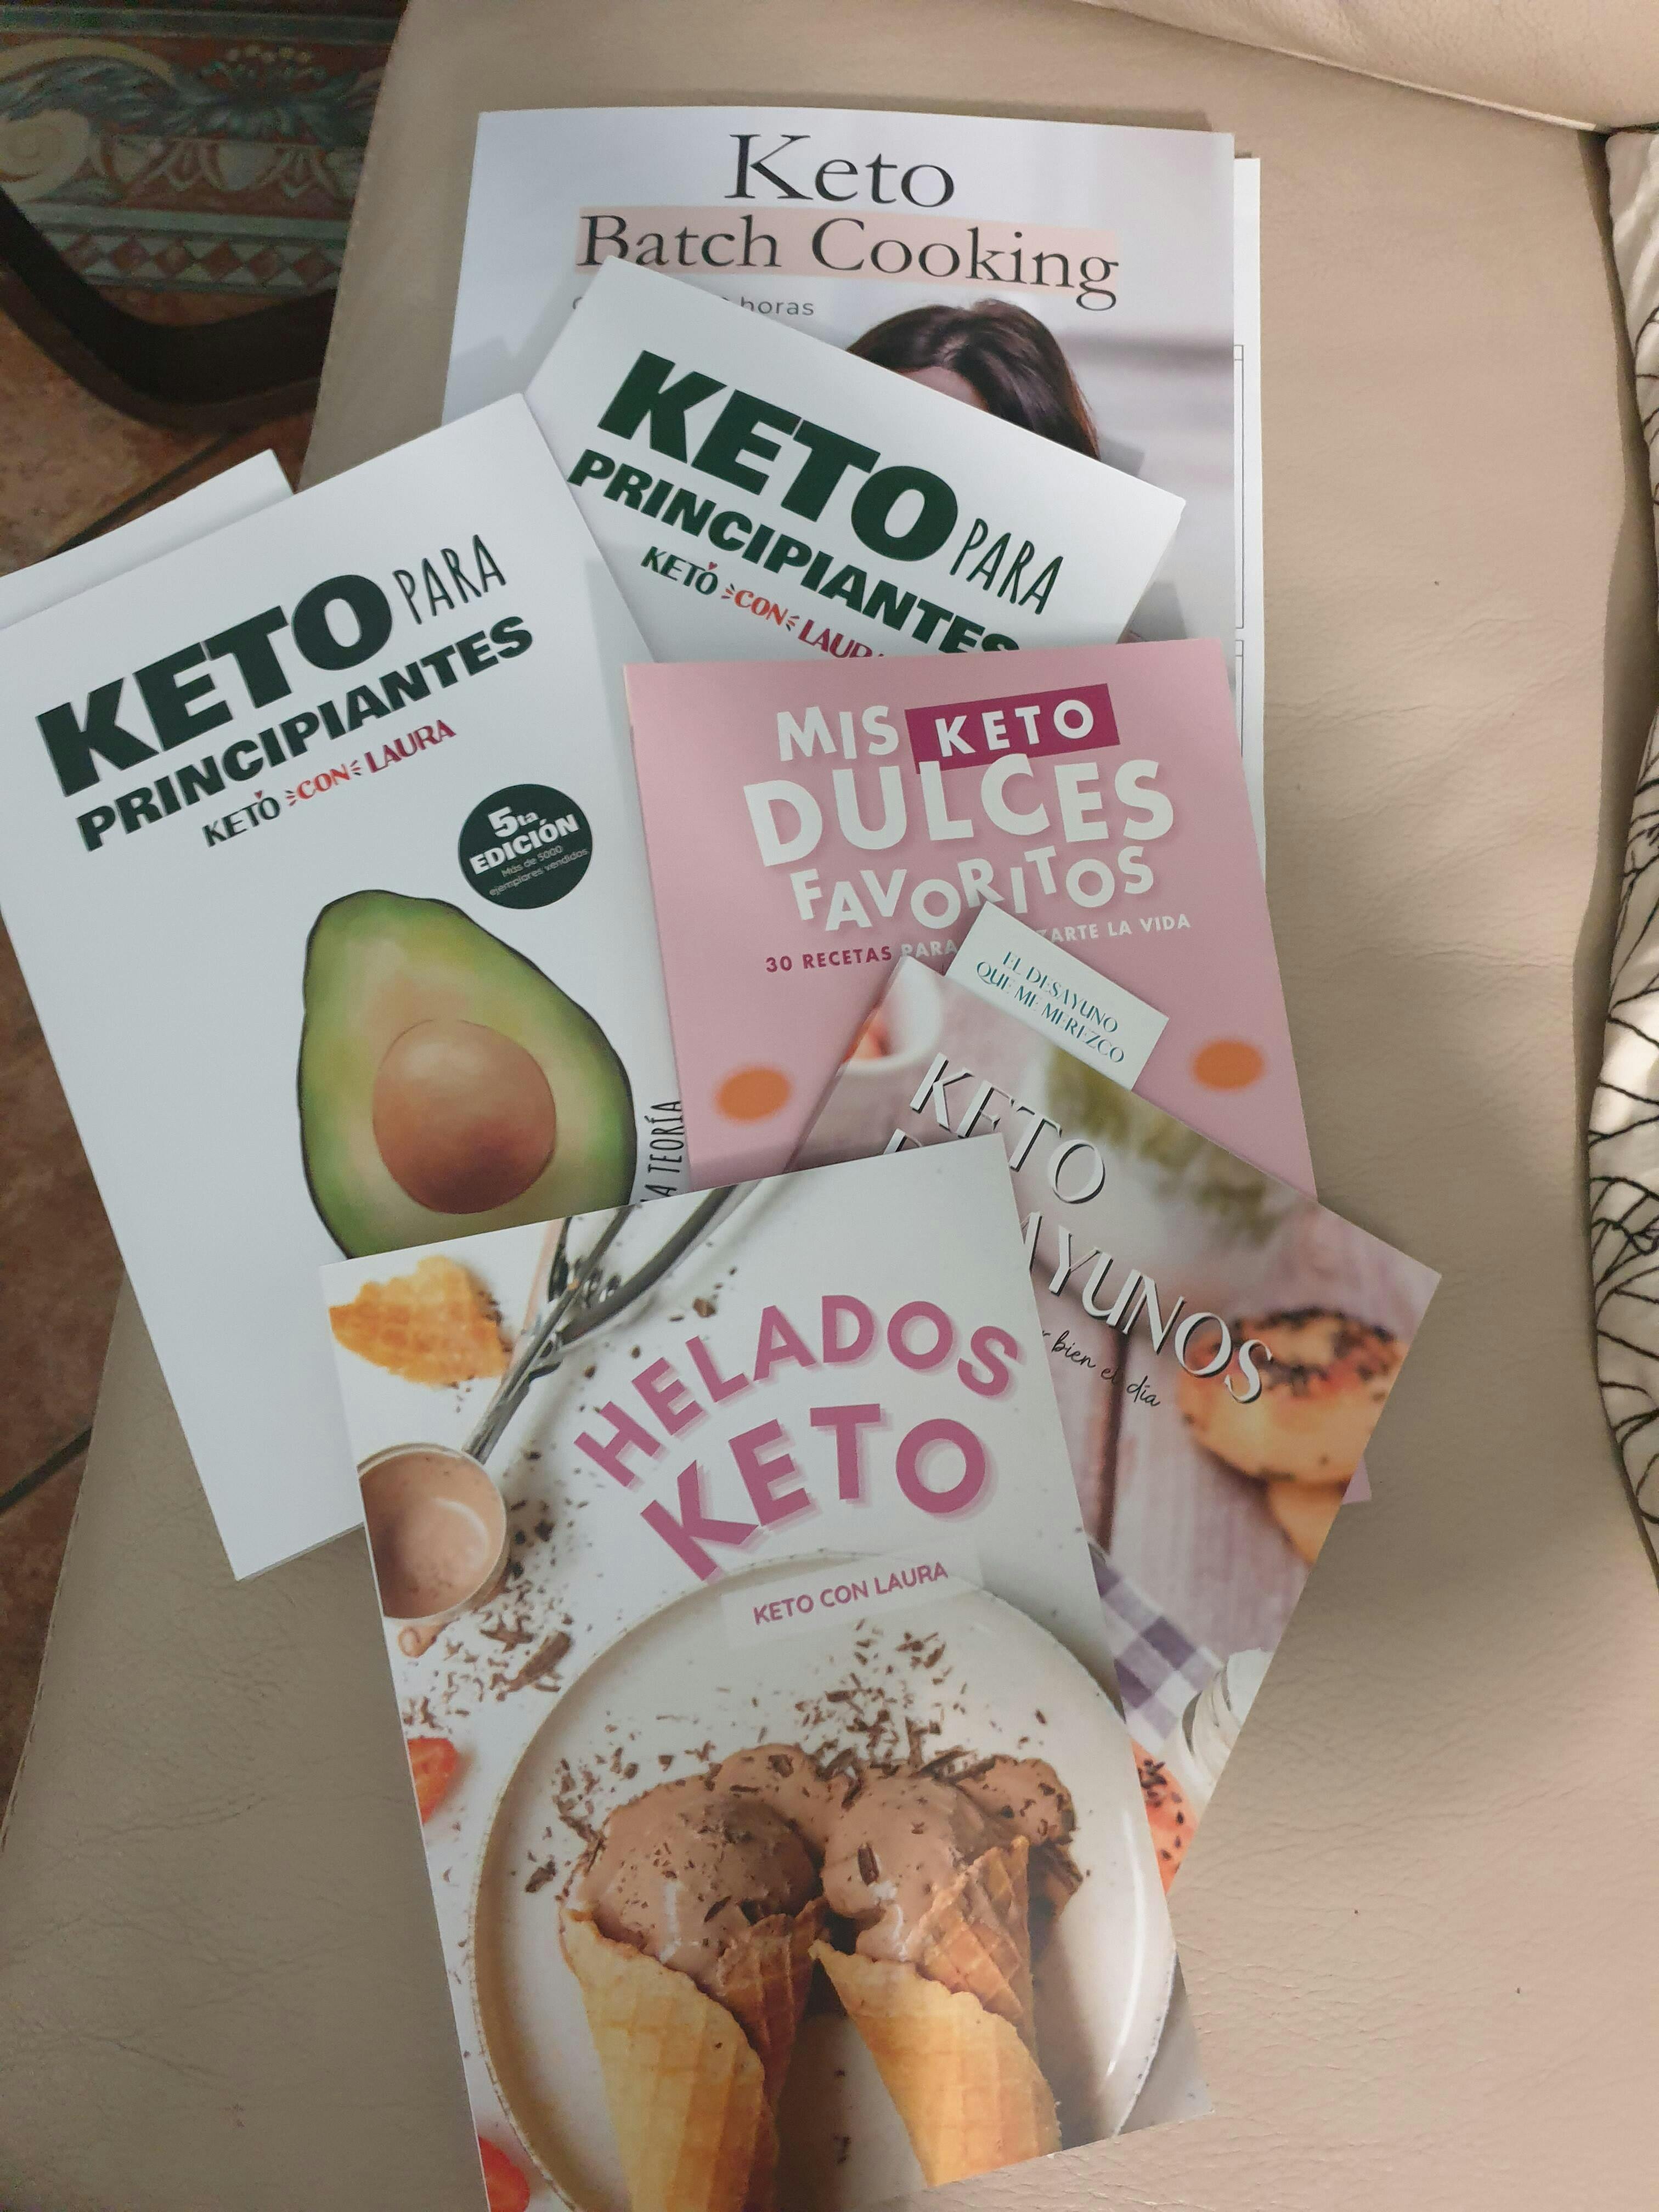 Keto
Batch Cooking
horas
KETO PARA
PRINCIPIANTES
KETO CON LAURA
KETO PARA
PRINCIPIANTES
KETO CON LAURA
5ta
EDICIÓN
Más de 5000
ejemplares vendidos
TEORÍA
MIS KETO
DULCES
FAVORITOS
30 RECETAS PARA LA VIDA
EL DESAYUNO
QUE ME MEREZCO
KETO
AYUNOS
bien el día
HELADOS
KETO
KETO CON LAURA